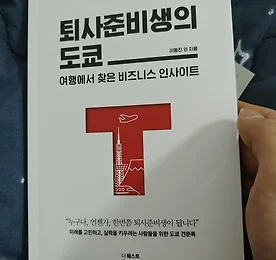 퇴사준비생의
도쿄
이동진 외 지음
여행에서 찾은 비즈니스 인사이트
T
“누구나, 언젠가, 한번쯤 퇴사준비생이 됩니다”
미래를 고민하고, 실력을 키우려는 사람들을 위한 도쿄 견문록
더퀘스트